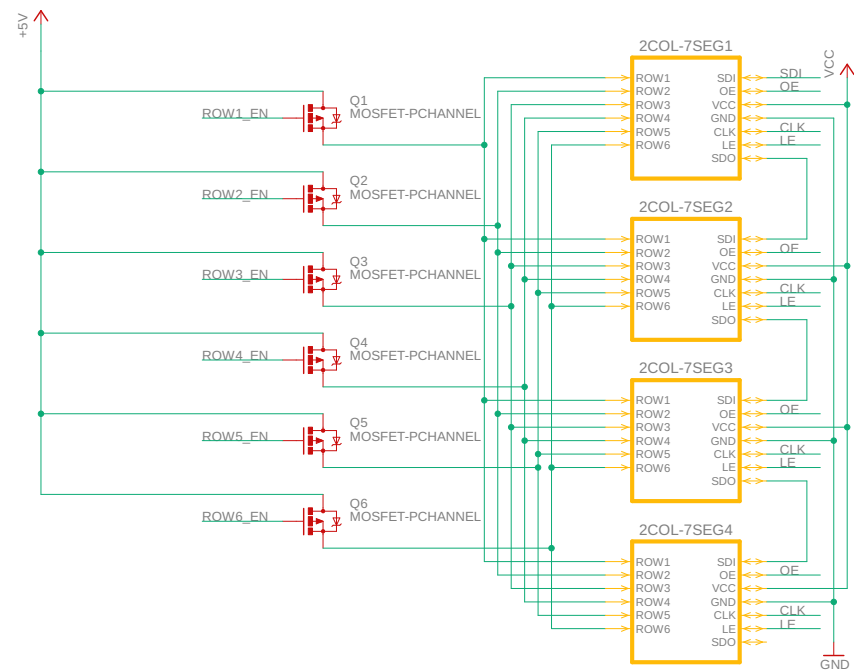 +5V
Q1
MOSFET-PCHANNEL
ROW1_EN
Q2
MOSFET-PCHANNEL
ROW2_EN
Q3
MOSFET-PCHANNEL
ROW3_EN
Q4
MOSFET-PCHANNEL
ROW4_EN
Q5
MOSFET-PCHANNEL
ROW5_EN
Q6
MOSFET-PCHANNEL
ROW6_EN
2COL-7SEG1
VCC
ROW1 SDI SDI
ROW2 OE OE
ROW3 VCC
ROW4 GND
ROW5 CLK CLK
ROW6 LE LE
SDO
2COL-7SEG2
ROW1 SDI
ROW2 OE OE
ROW3 VCC
ROW4 GND
ROW5 CLK CLK
ROW6 LE LE
SDO
2COL-7SEG3
ROW1 SDI
ROW2 OE OE
ROW3 VCC
ROW4 GND
ROW5 CLK CLK
ROW6 LE LE
SDO
2COL-7SEG4
ROW1 SDI
ROW2 OE OE
ROW3 VCC
ROW4 GND
ROW5 CLK CLK
ROW6 LE LE
SDO
GND